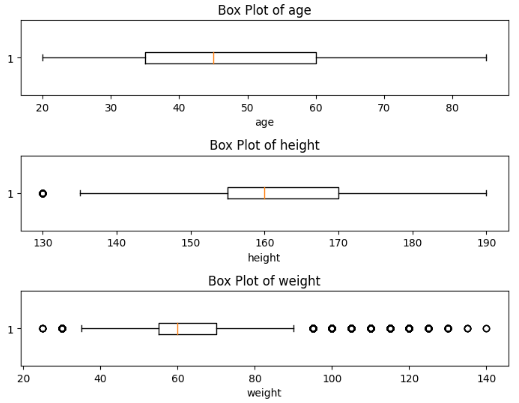 Box Plot of age
1
20 30 40 50 60 70 80
age
Box Plot of height
1
130 140 150 160 170 180 190
height
Box Plot of weight
1
20 40 60 80 100 120 140
weight